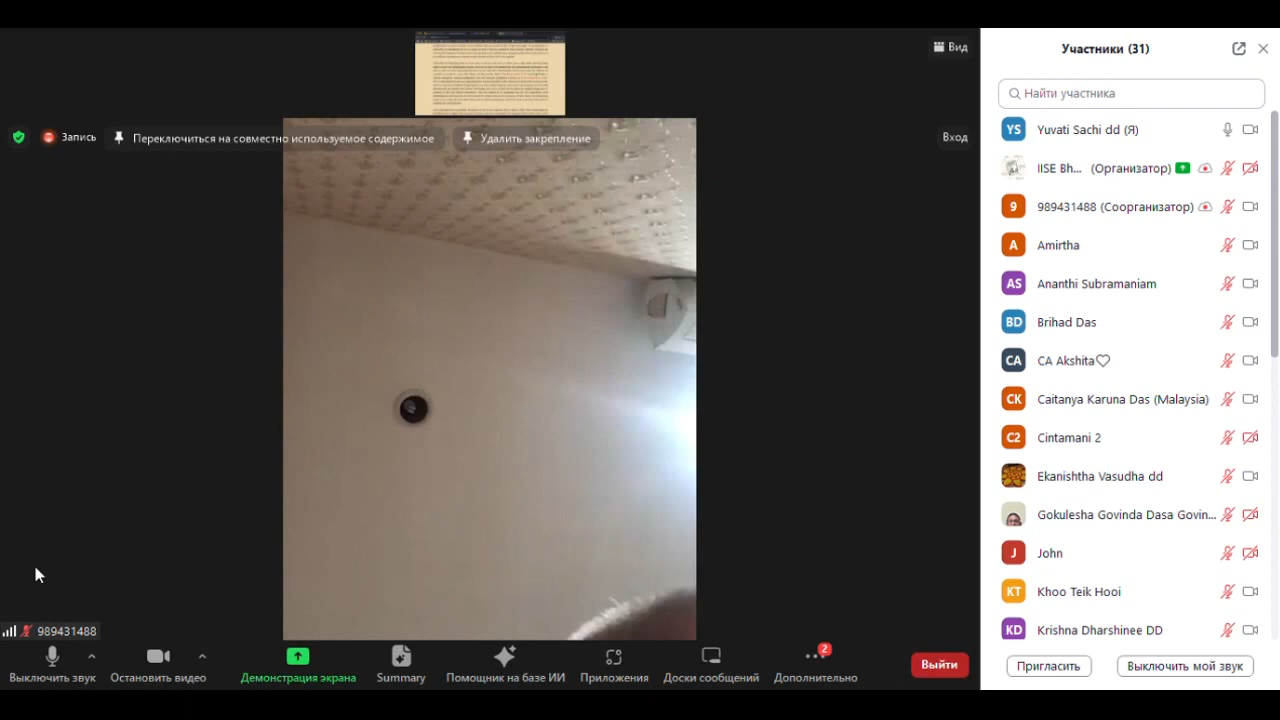 Вид
Запись
Переключиться на совместно используемое содержимое
Удалить закрепление
Вход
989431488
Выключить звук
Остановить видео
Демонстрация экрана
Summary
Помощник на базе ИИ
Приложения
Доски сообщений
2
Дополнительно
Выйти
Участники (31)
Найти участника
YS Yuvati Sachi dd (Я)
IISE Bh... (Организатор)
9 989431488 (Соорганизатор)
A Amirtha
AS Ananthi Subramaniam
BD Brihad Das
CA CA Akshita♡
CK Caitanya Karuna Das (Malaysia)
C2 Cintamani 2
Ekanishtha Vasudha dd
Gokulesha Govinda Dasa Govin...
J John
KT Khoo Teik Hooi
KD Krishna Dharshinee DD
Пригласить
Выключить мой звук